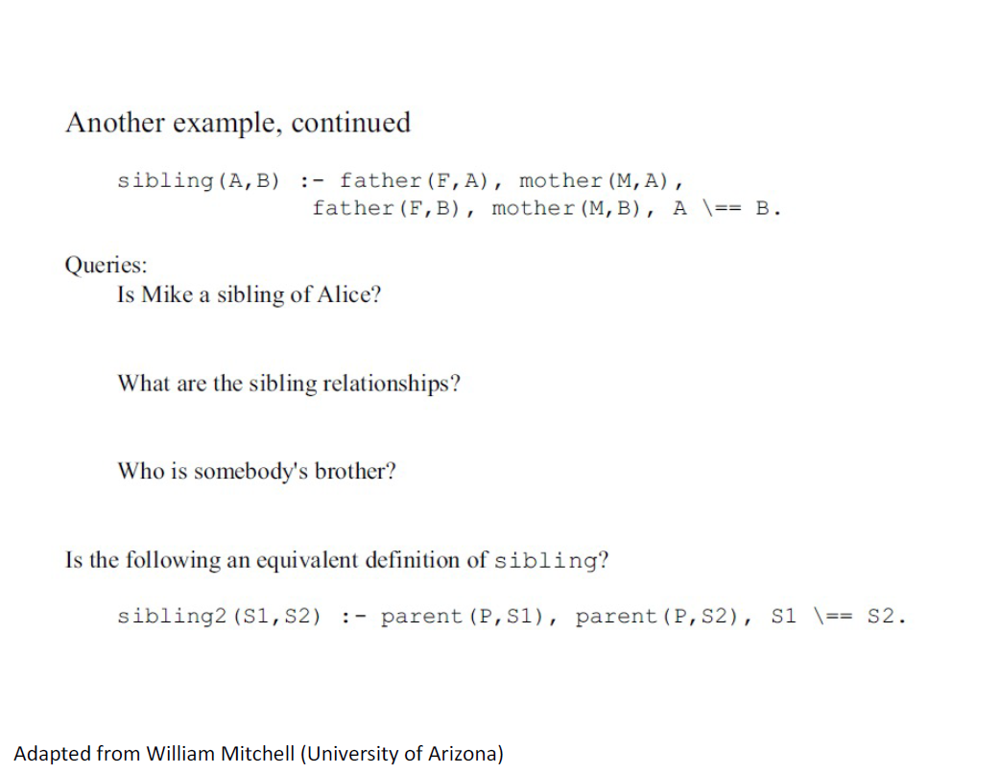 Another example, continued
sibling(A,B) :- father(F,A), mother(M,A),
father(F,B), mother(M,B), A \== B.
Queries:
Is Mike a sibling of Alice?
What are the sibling relationships?
Who is somebody's brother?
Is the following an equivalent definition of sibling?
sibling2(S1,S2) :- parent(P,S1), parent(P,S2), S1 \== S2.
Adapted from William Mitchell (University of Arizona)